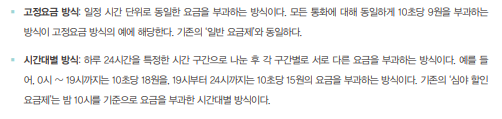 • 고정요금 방식: 일정 시간 단위로 동일한 요금을 부과하는 방식이다. 모든 통화에 대해 동일하게 10초당 9원을 부과하는
방식이 고정요금 방식의 예에 해당한다. 기존의 '일반 요금제'와 동일하다.
• 시간대별 방식: 하루 24시간을 특정한 시간 구간으로 나눈 후 각 구간별로 서로 다른 요금을 부과하는 방식이다. 예를 들
어, 0시 ~ 19시까지는 10초당 18원을, 19시부터 24시까지는 10초당 15원의 요금을 부과하는 방식이다. 기존의 '심야 할인
요금제'는 밤 10시를 기준으로 요금을 부과한 시간대별 방식이다.